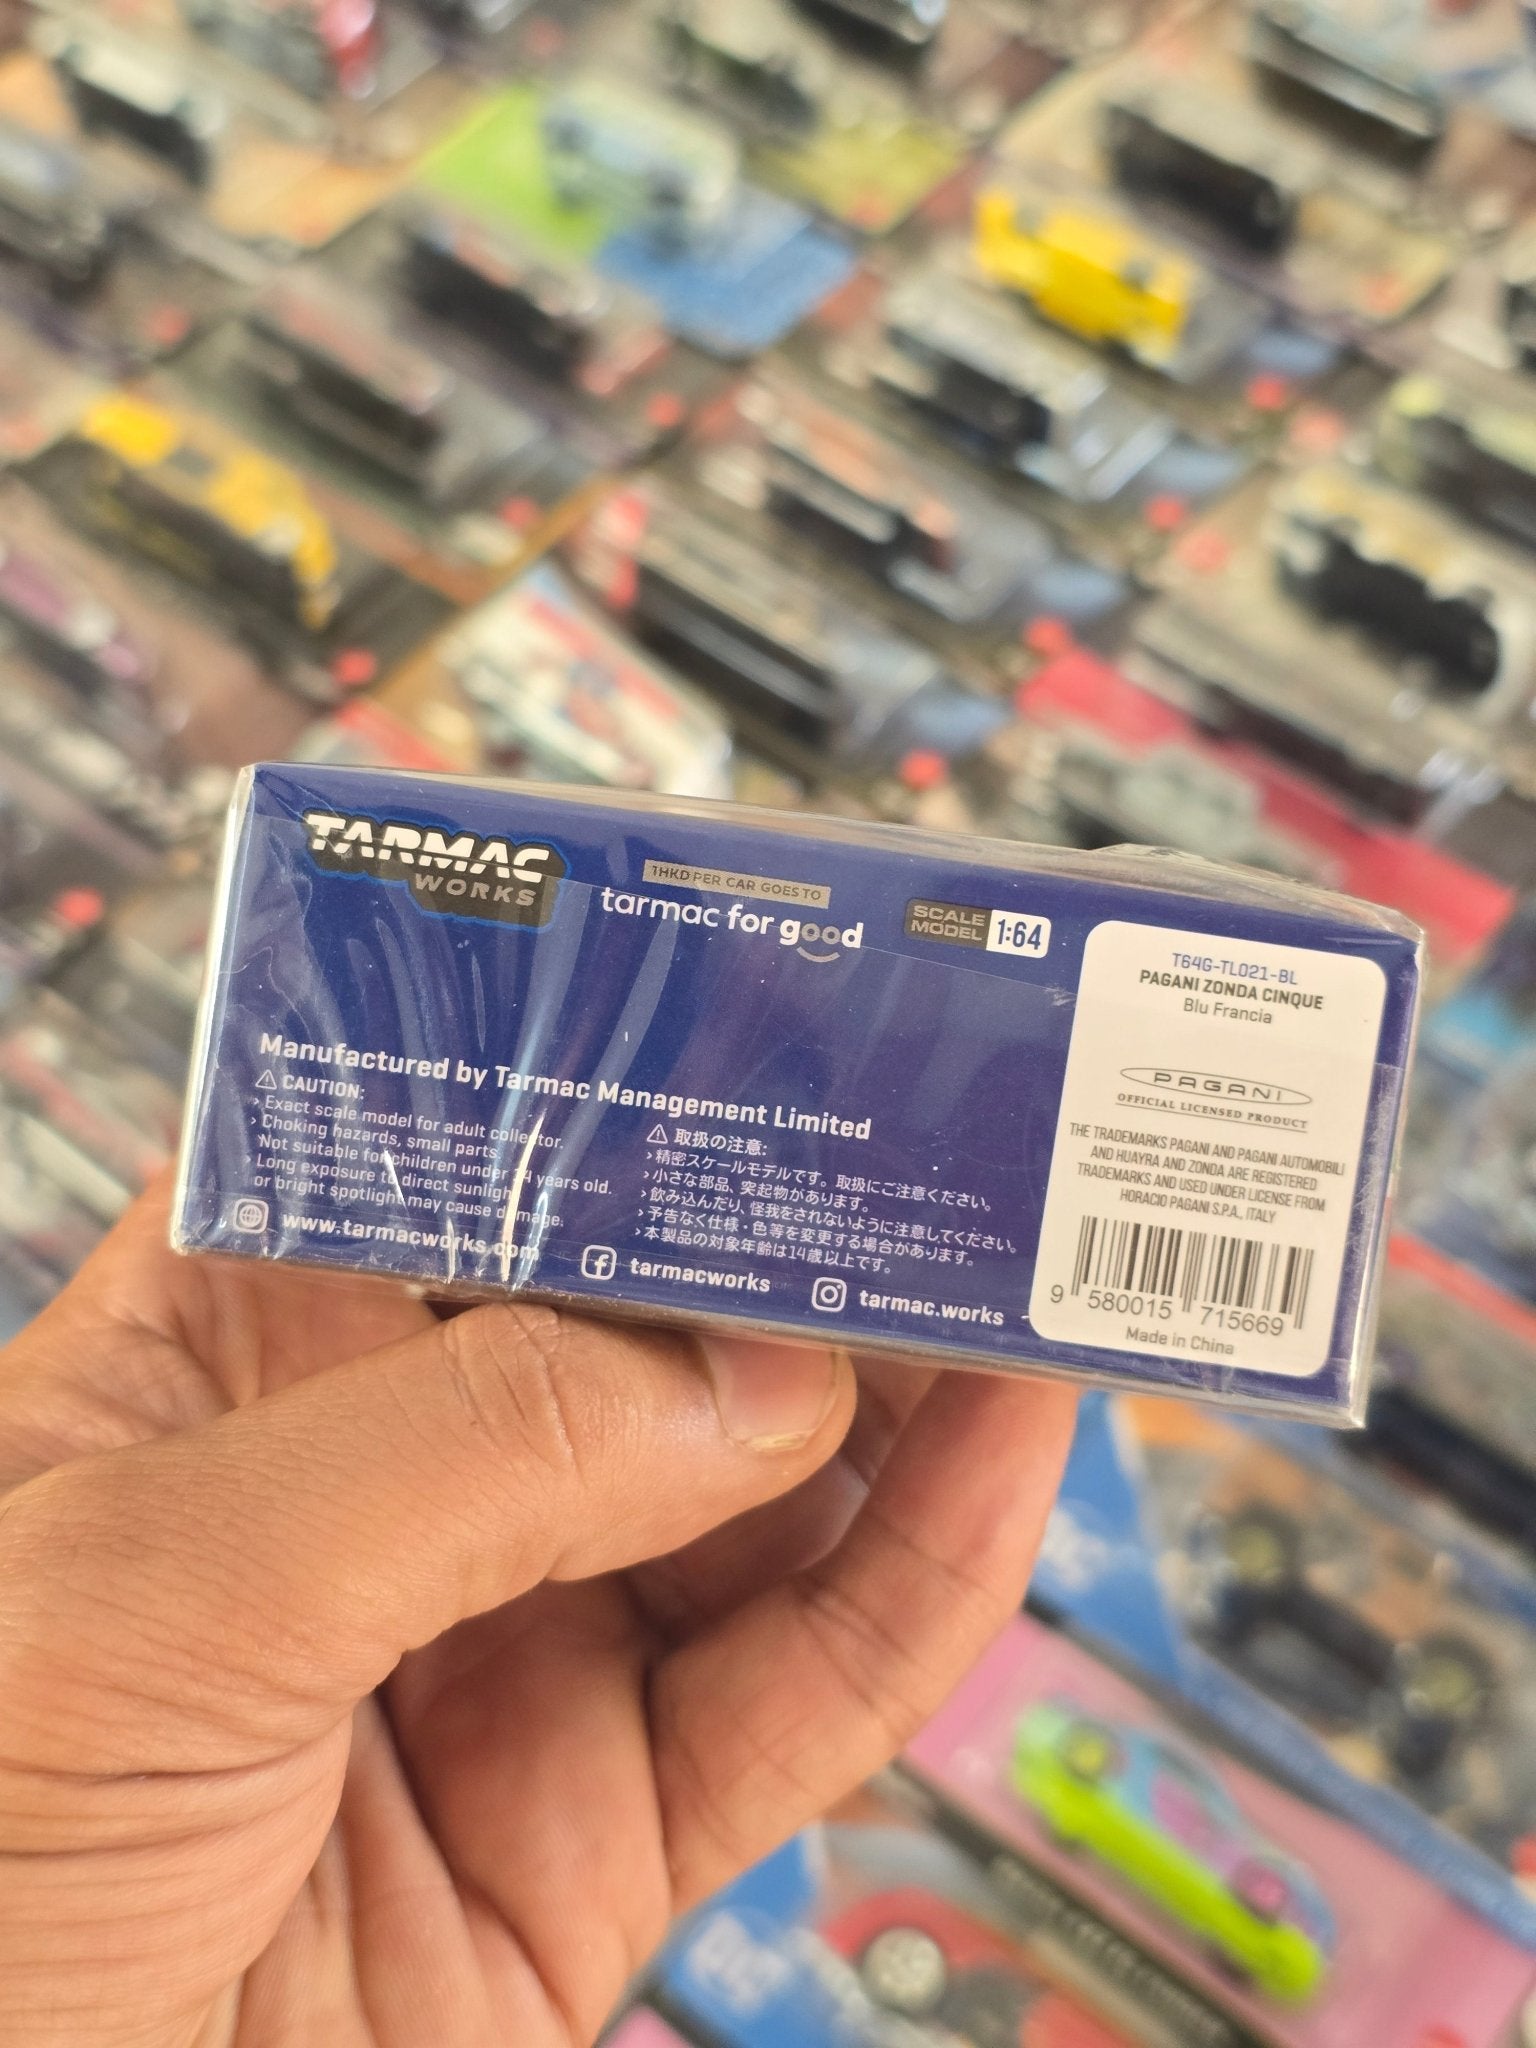 TARMAC
WORKS
1HKD PER CAR GOES TO
tarmac for good
SCALE
MODEL
1:64
T64G-TL021-BL
PAGANI ZONDA CINQUE
Blu Francia
PAGANI
OFFICIAL LICENSED PRODUCT
THE TRADEMARKS PAGANI AND PAGANI AUTOMOBILI
AND HUAYRA AND ZONDA ARE REGISTERED
TRADEMARKS AND USED UNDER LICENSE FROM
HORACIO PAGANI S.P.A., ITALY
9 580015 715669
Made in China
Manufactured by Tarmac Management Limited
CAUTION:
› Exact scale model for adult collector.
› Choking hazards, small parts.
Not suitable for children under 14 years old.
› Long exposure to direct sunlight
or bright spotlight may cause damage.
取扱の注意:
›精密スケールモデルです。取扱にご注意ください。
›小さな部品、突起物があります。
›飲み込んだり、怪我をされないように注意してください。
›予告なく仕様・色等を変更する場合があります。
›本製品の対象年齢は14歳以上です。
www.tarmacworks.com
tarmacworks
tarmac.works